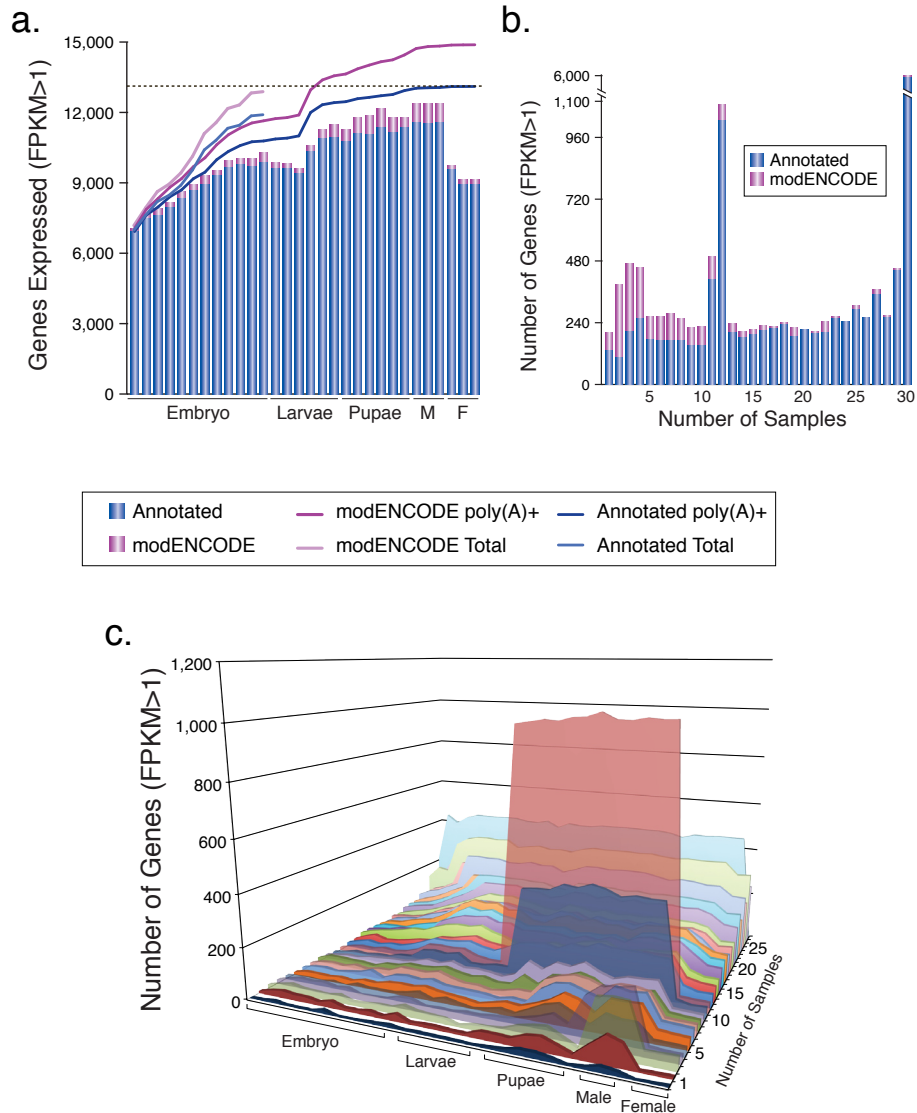 a.
Genes Expressed (FPKM>1)
15,000
12,000
9,000
6,000
3,000
0
Embryo
Larvae
Pupae
M
F
b.
Number of Genes (FPKM>1)
6,000
1,100
960
720
480
240
0
Annotated
modENCODE
5
10
15
20
25
30
Number of Samples
Annotated
modENCODE poly(A)+
Annotated poly(A)+
modENCODE
modENCODE Total
Annotated Total
c.
Number of Genes (FPKM>1)
1,200
1,000
800
600
400
200
0
Embryo
Larvae
Pupae
Male
Female
1
5
10
15
20
25
Number of Samples